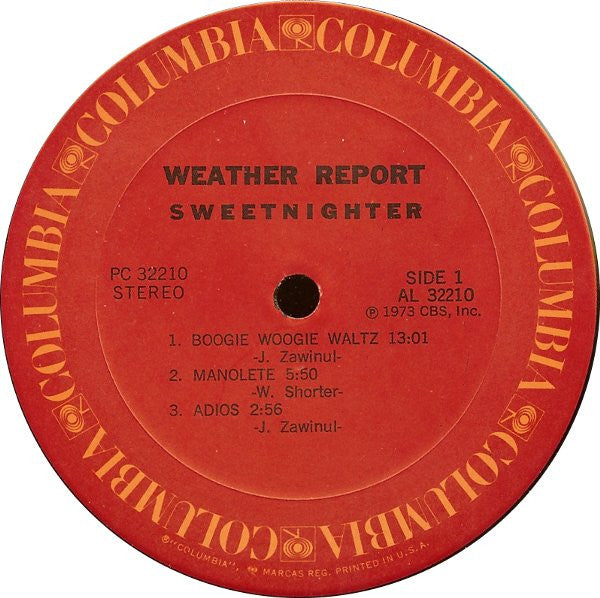 COLUMBIA COLUMBIA COLUMBIA COLUMBIA COLUMBIA COLUMBIA
WEATHER REPORT
SWEETNIGHTER
PC 32210
STEREO
SIDE 1
AL 32210
℗ 1973 CBS, Inc.
1. BOOGIE WOOGIE WALTZ 13:01
-J. Zawinul-
2. MANOLETE 5:50
-W. Shorter-
3. ADIOS 2:56
-J. Zawinul-
®"COLUMBIA", MARCAS REG. PRINTED IN U.S.A.